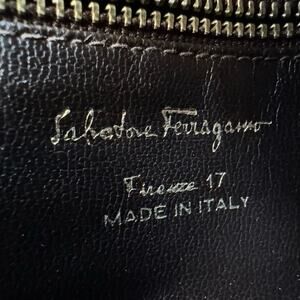 Salvatore Ferragamo
Firenze 17
MADE IN ITALY